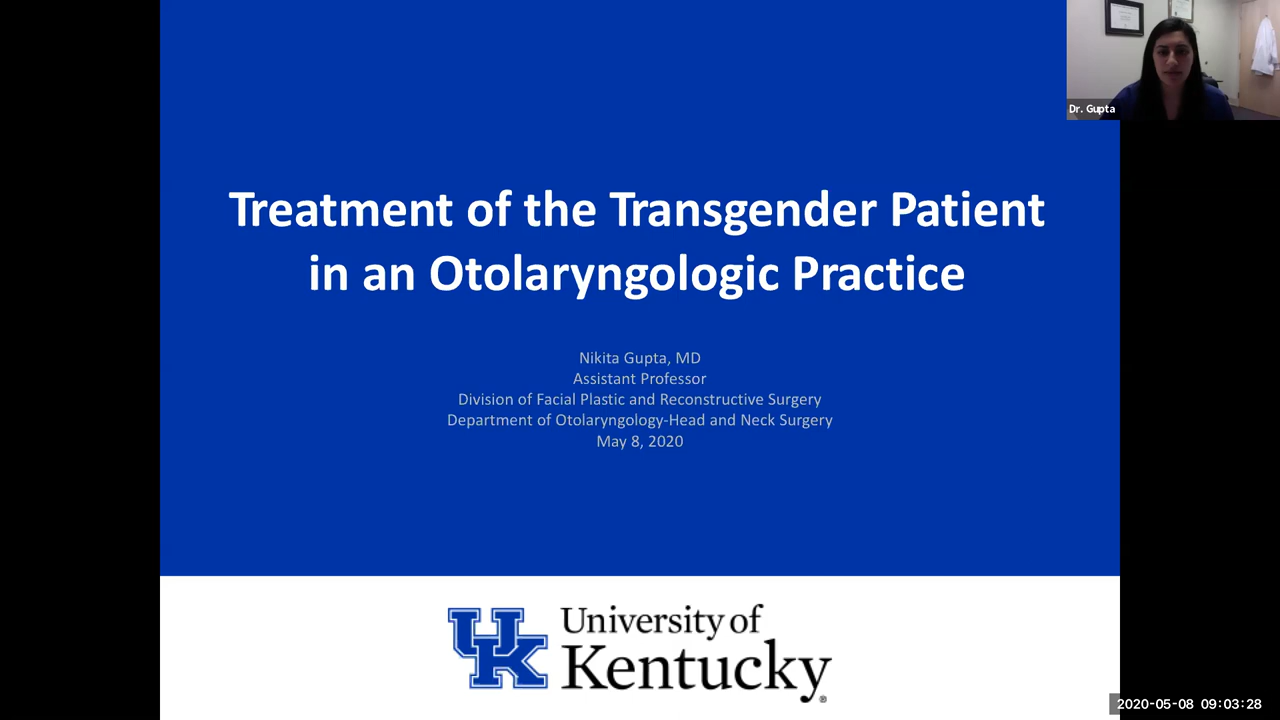 Dr. Gupta
Treatment of the Transgender Patient
in an Otolaryngologic Practice
Nikita Gupta, MD
Assistant Professor
Division of Facial Plastic and Reconstructive Surgery
Department of Otolaryngology-Head and Neck Surgery
May 8, 2020
UK
University of
Kentucky
®
2020-05-08 09:03:28